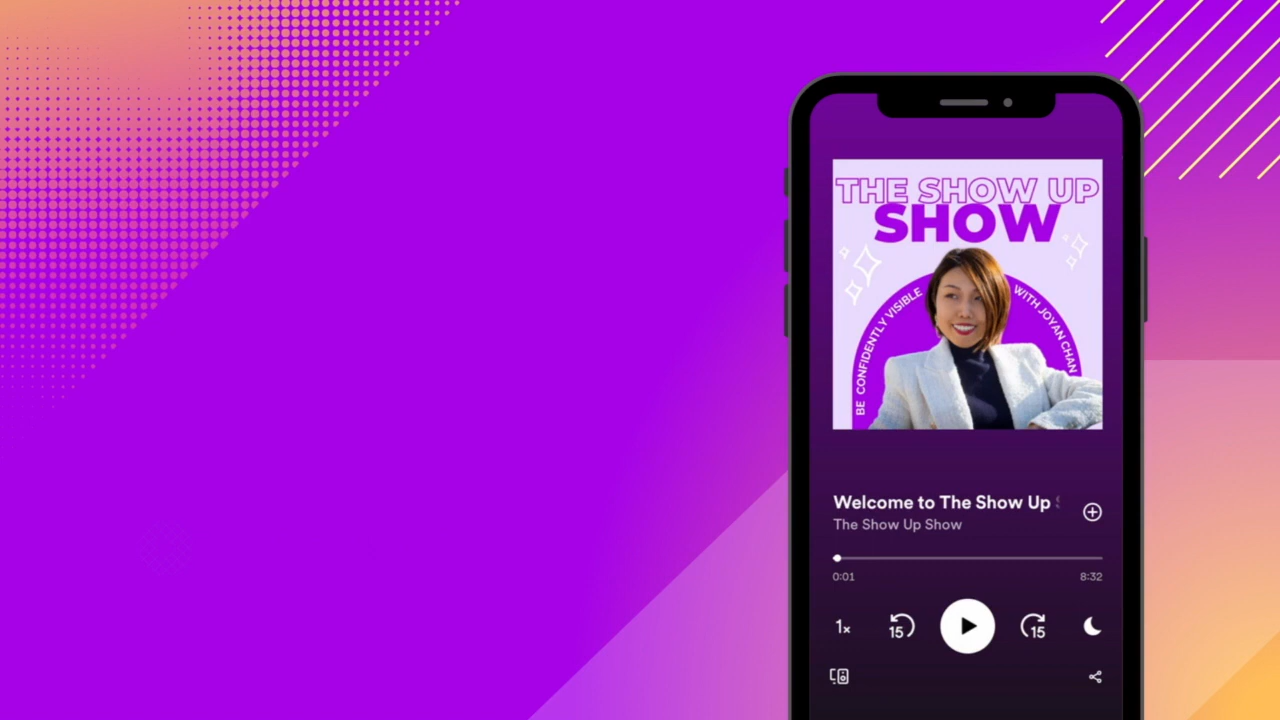 THE SHOW UP
SHOW
BE CONFIDENTLY VISIBLE
WITH JOYAN CHAN
Welcome to The Show Up
The Show Up Show
0:01
8:32
1x
15
15